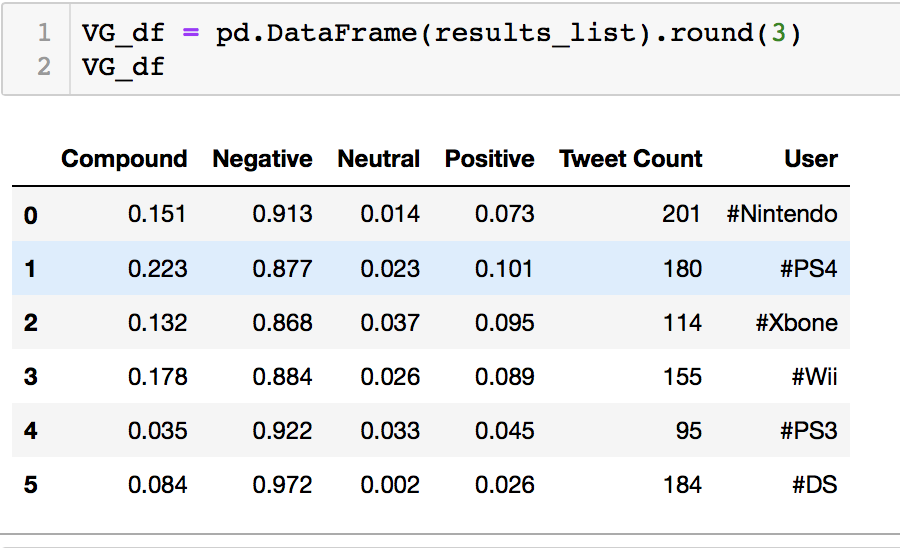 1 VG_df = pd.DataFrame(results_list).round(3)
2 VG_df
Compound Negative Neutral Positive Tweet Count User
0 0.151 0.913 0.014 0.073 201 #Nintendo
1 0.223 0.877 0.023 0.101 180 #PS4
2 0.132 0.868 0.037 0.095 114 #Xbone
3 0.178 0.884 0.026 0.089 155 #Wii
4 0.035 0.922 0.033 0.045 95 #PS3
5 0.084 0.972 0.002 0.026 184 #DS